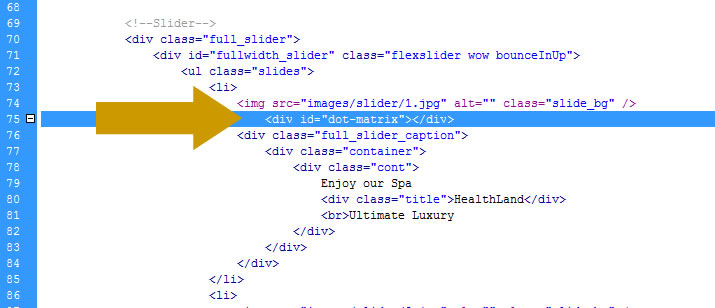 68
69 <!--Slider-->
70 <div class="full_slider">
71 <div id="fullwidth_slider" class="flexslider wow bounceInUp">
72 <ul class="slides">
73 <li>
74 <img src="images/slider/1.jpg" alt="" class="slide_bg" />
75 <div id="dot-matrix"></div>
76 <div class="full_slider_caption">
77 <div class="container">
78 <div class="cont">
79 Enjoy our Spa
80 <div class="title">HealthLand</div>
81 <br>Ultimate Luxury
82 </div>
83 </div>
84 </div>
85 </li>
86 <li>